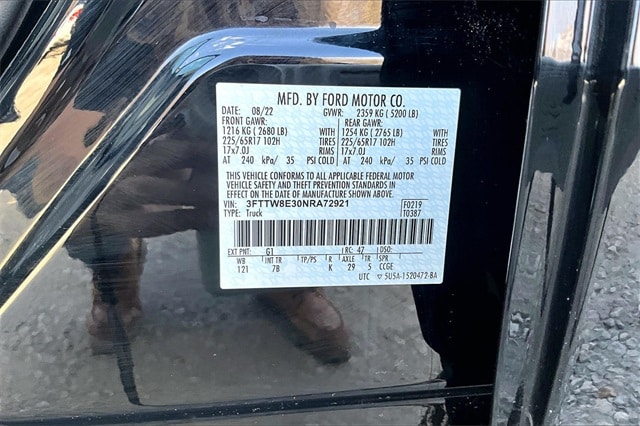 MFD. BY FORD MOTOR CO.
DATE: 08/22 GVWR: 2359 KG ( 5200 LB)
FRONT GAWR: REAR GAWR:
1216 KG ( 2680 LB) WITH 1254 KG ( 2765 LB) WITH
225/65R17 102H TIRES 225/65R17 102H TIRES
17x7.0J RIMS 17x7.0J RIMS
AT 240 kPa/ 35 PSI COLD AT 240 kPa/ 35 PSI COLD
THIS VEHICLE CONFORMS TO ALL APPLICABLE FEDERAL MOTOR
VEHICLE SAFETY AND THEFT PREVENTION STANDARDS IN
EFFECT ON THE DATE OF MANUFACTURE SHOWN ABOVE.
VIN: 3FTTW8E30NRA72921 F0219
TYPE: Truck T0387
EXT PNT: G1 RC: 47 DSO:
WB INT TR TP/PS R AXLE TR SPR
121 7B K 29 5 CCGE
UTC ▽ 5U5A-1520472-BA